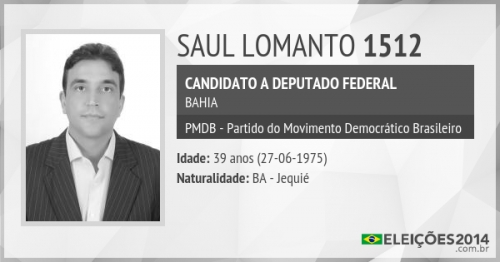 SAUL LOMANTO 1512
CANDIDATO A DEPUTADO FEDERAL
BAHIA
PMDB - Partido do Movimento Democrático Brasileiro
Idade: 39 anos (27-06-1975)
Naturalidade: BA - Jequié
ELEIÇÕES2014
.com.br